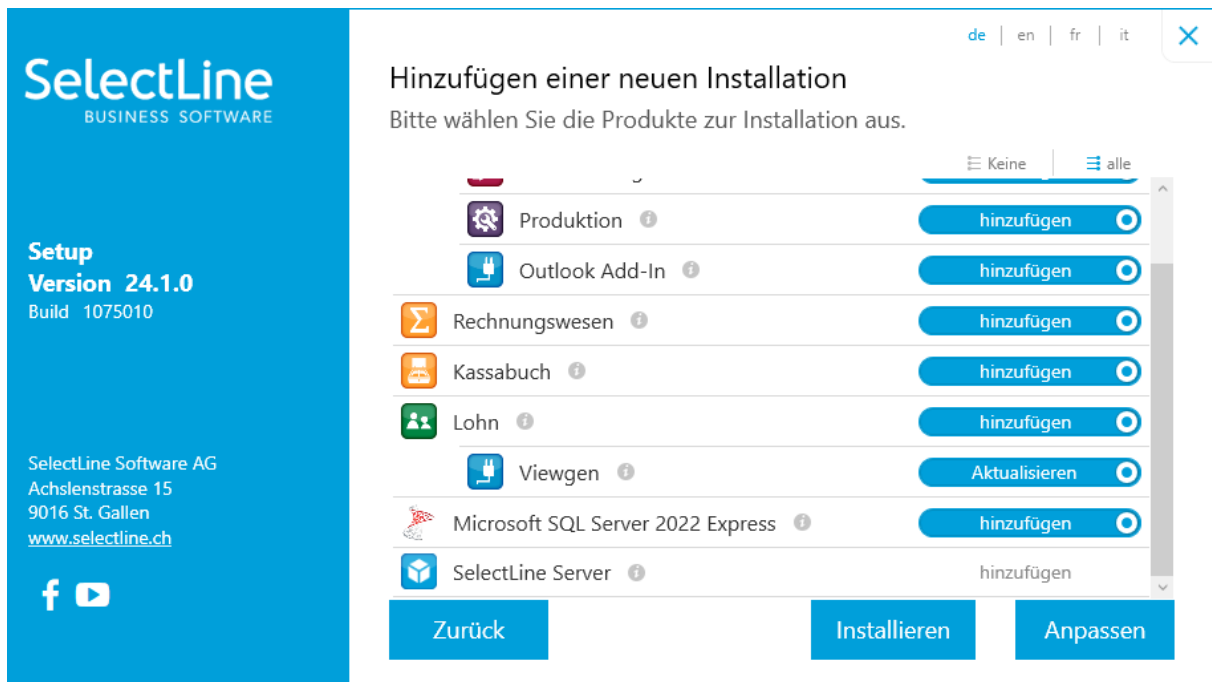 de | en | fr | it
SelectLine
BUSINESS SOFTWARE
Hinzufügen einer neuen Installation
Bitte wählen Sie die Produkte zur Installation aus.
Keine alle
Produktion hinzufügen
Outlook Add-In hinzufügen
Rechnungswesen hinzufügen
Kassabuch hinzufügen
Lohn hinzufügen
Viewgen Aktualisieren
Microsoft SQL Server 2022 Express hinzufügen
SelectLine Server hinzufügen
Zurück Installieren Anpassen
Setup
Version 24.1.0
Build 1075010
SelectLine Software AG
Achslenstrasse 15
9016 St. Gallen
www.selectline.ch